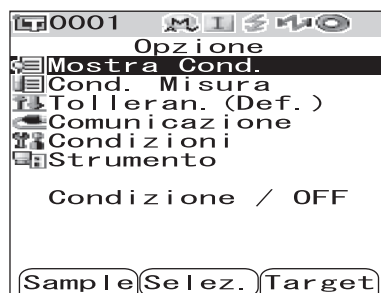 0001 M I
Opzione
Mostra Cond.
Cond. Misura
Tolleran.(Def.)
Comunicazione
Condizioni
Strumento
Condizione / OFF
Sample Selez. Target